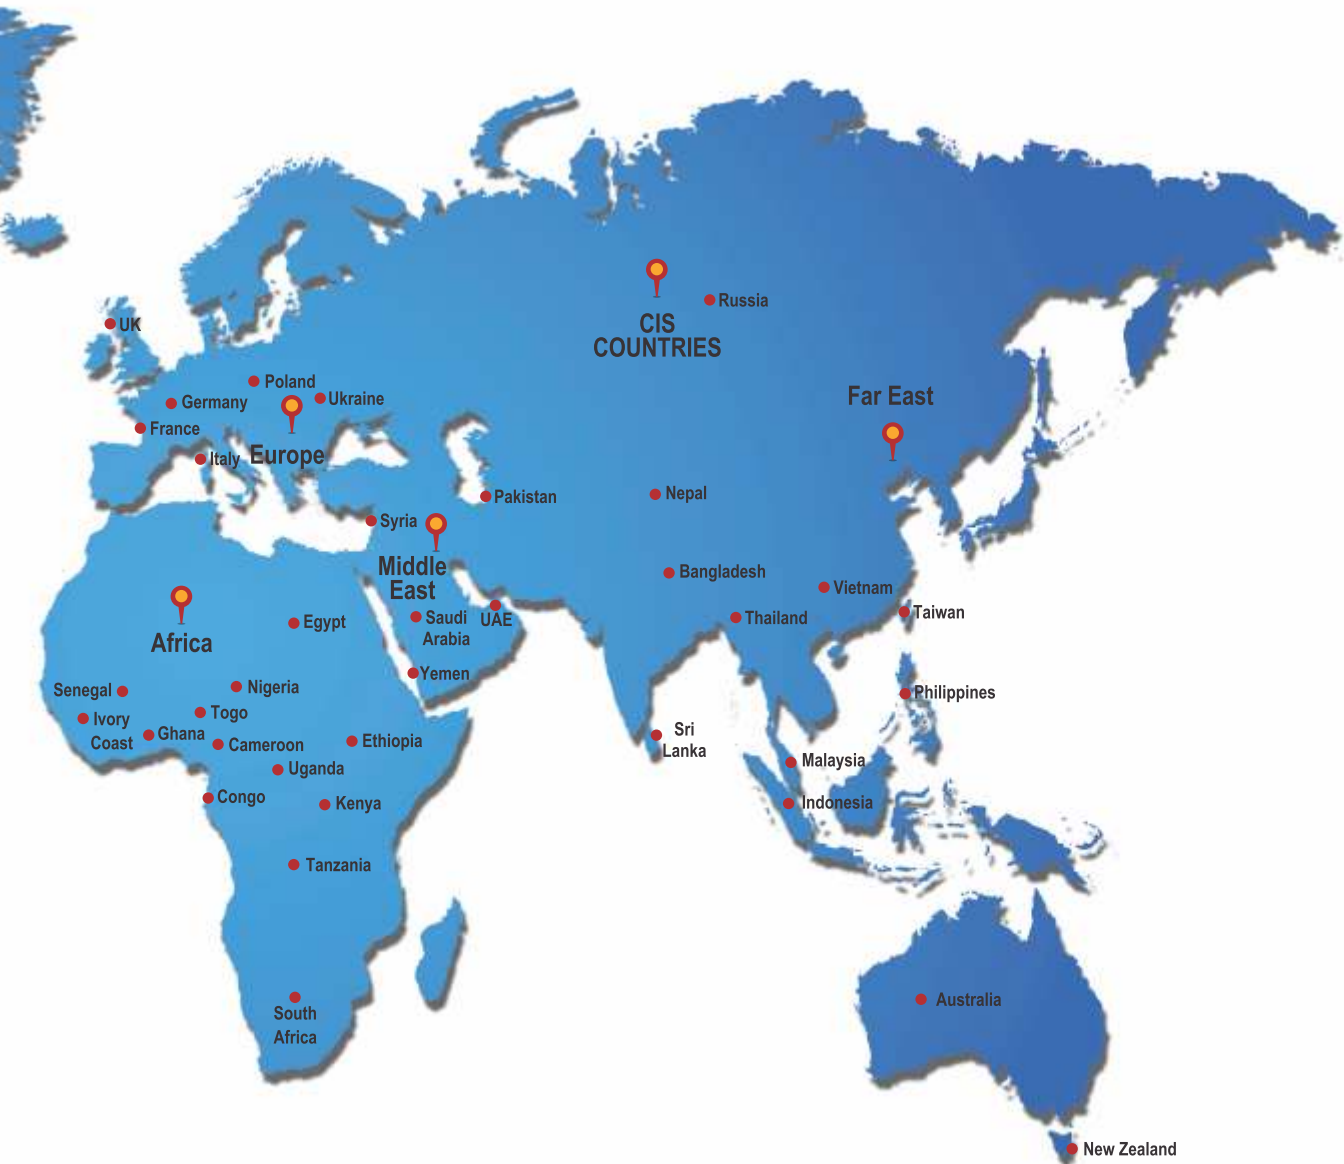 Russia
CIS
COUNTRIES
UK
Poland
Germany
Ukraine
Far East
France
Italy
Europe
Pakistan
Nepal
Syria
Middle
East
Bangladesh
Vietnam
Saudi
Arabia
UAE
Thailand
Taiwan
Egypt
Africa
Yemen
Senegal
Nigeria
Philippines
Togo
Ivory
Coast
Ghana
Cameroon
Ethiopia
Sri
Lanka
Uganda
Malaysia
Congo
Kenya
Indonesia
Tanzania
South
Africa
Australia
New Zealand